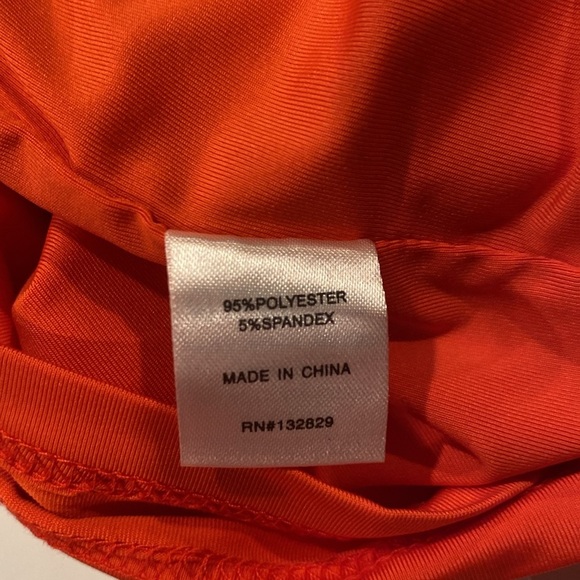 95%POLYESTER
5%SPANDEX
MADE IN CHINA
RN#132829